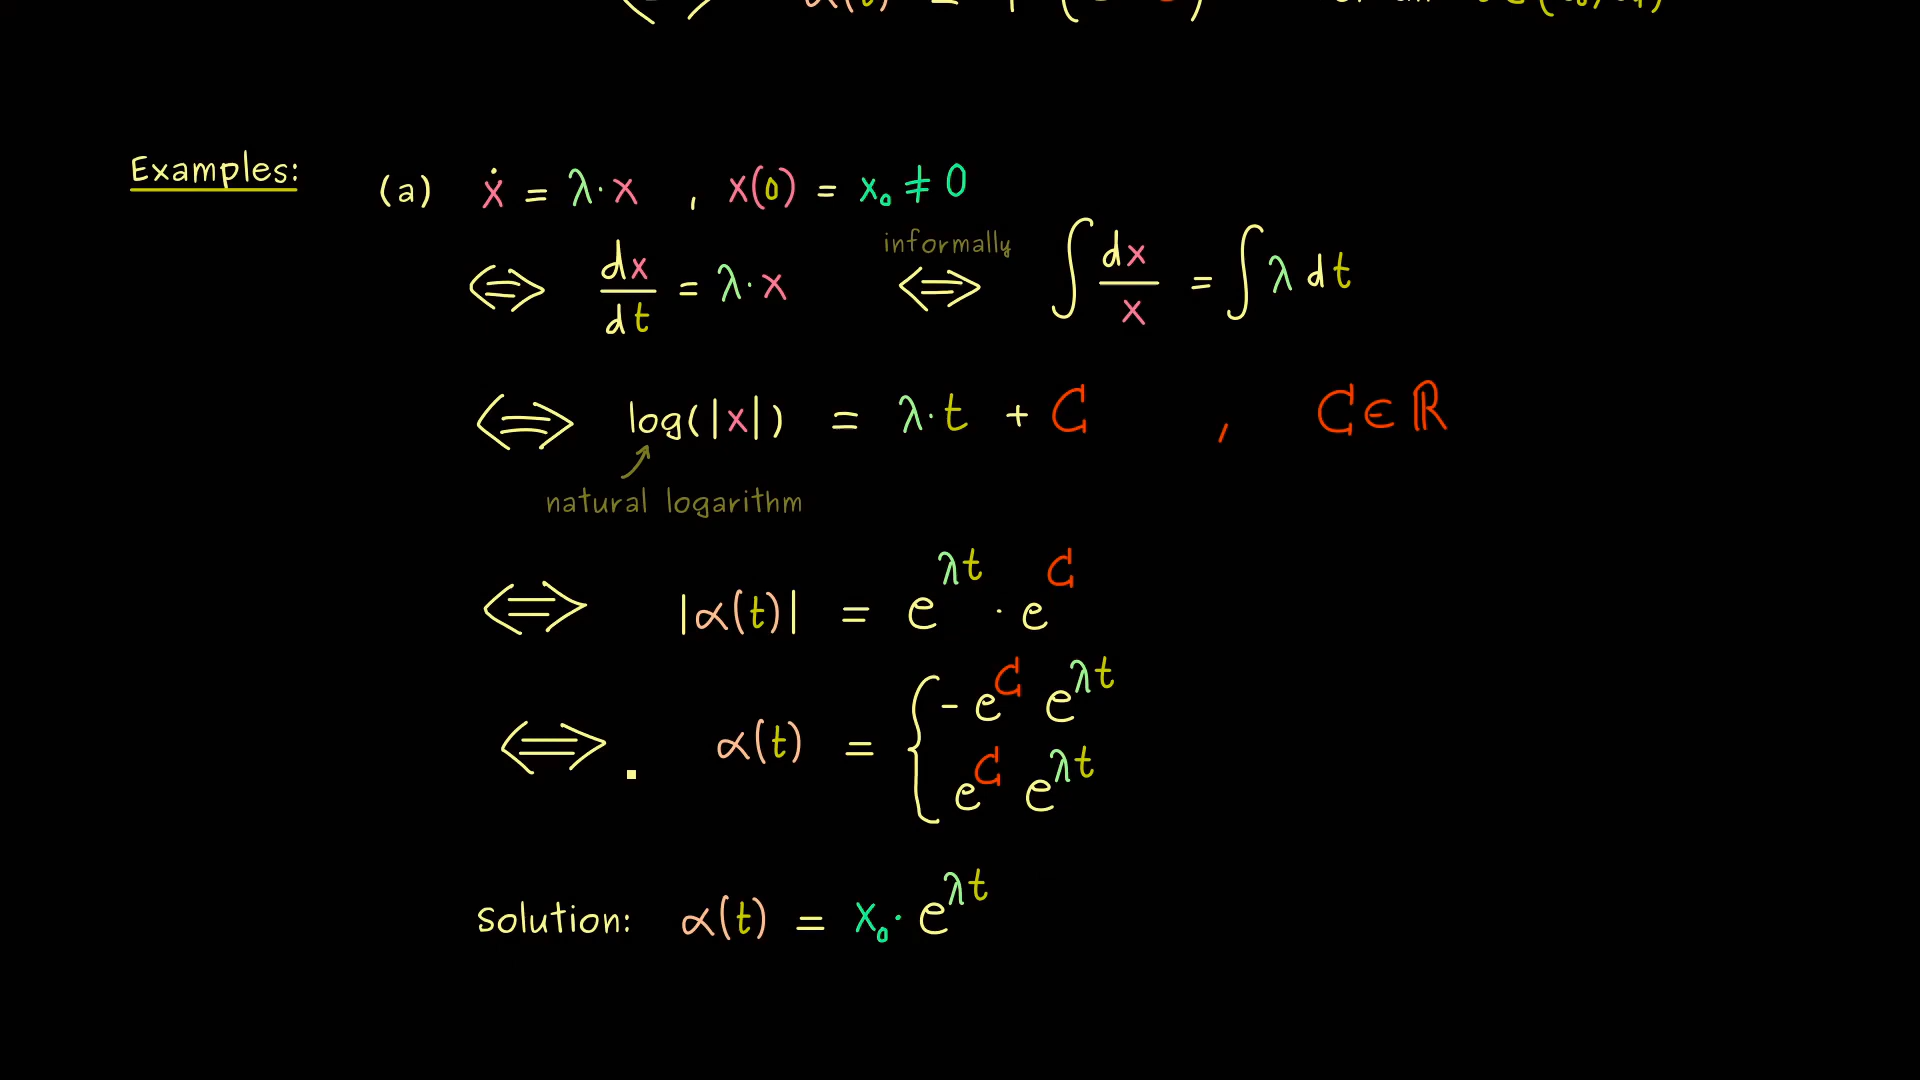 Examples: (a) ẋ = λ·x , x(0) = x₀ ≠ 0
⟺ dx/dt = λ·x ⟺ informally ∫ dx/x = ∫ λ dt
⟺ log(|x|) = λ·t + C , C ∈ ℝ
natural logarithm
⟺ |α(t)| = e^{λt} · e^{C}
⟺ α(t) = { -e^{C} e^{λt}
e^{C} e^{λt}
solution: α(t) = x₀· e^{λt}